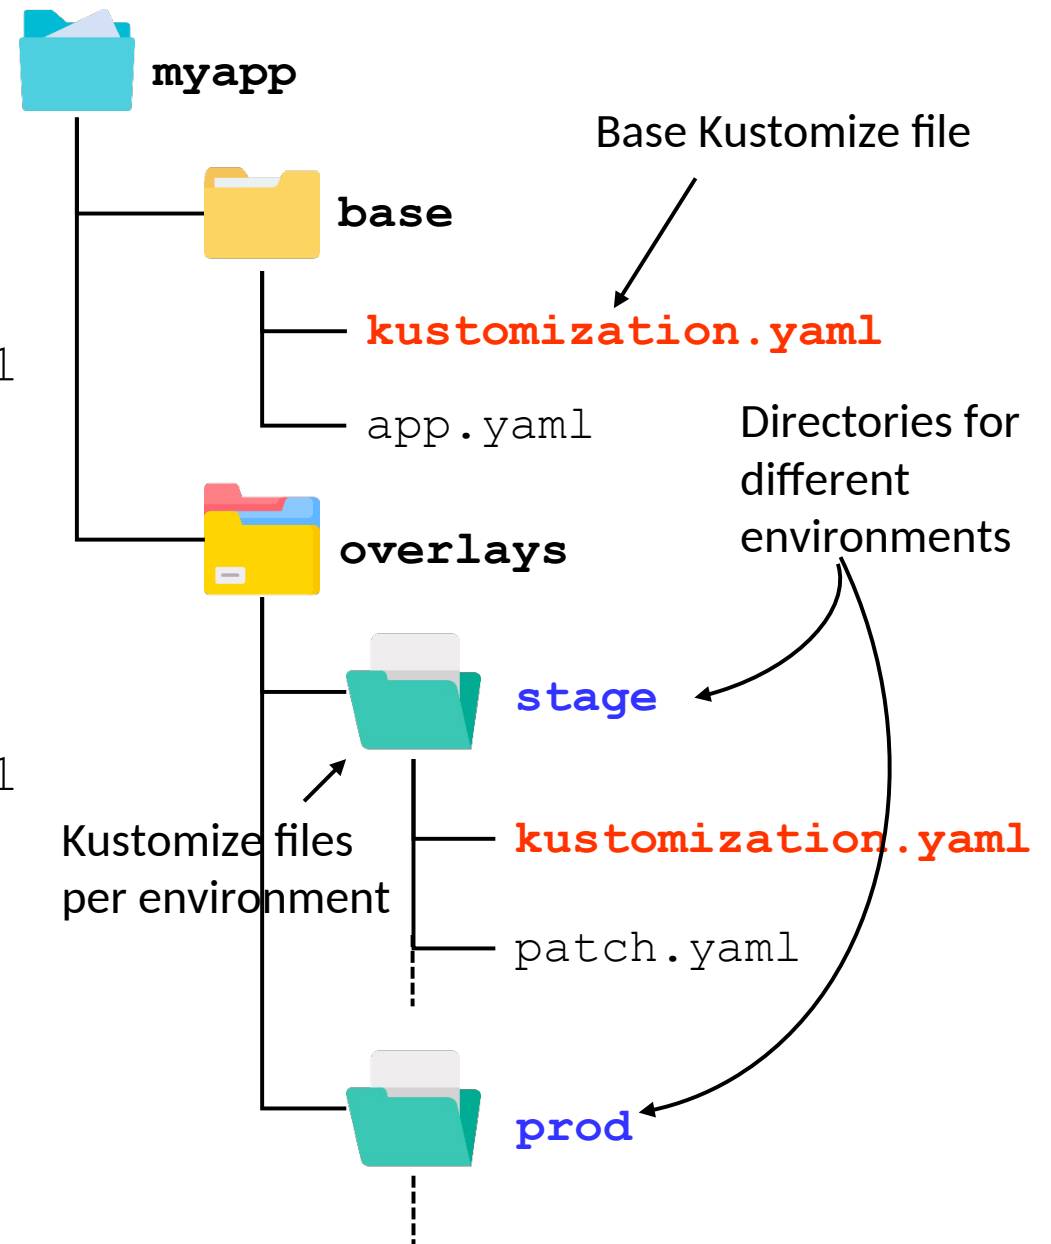 myapp
Base Kustomize file
base
kustomization.yaml
l
app.yaml
Directories for
different
environments
overlays
stage
l
Kustomize files
per environment
kustomization.yaml
patch.yaml
prod